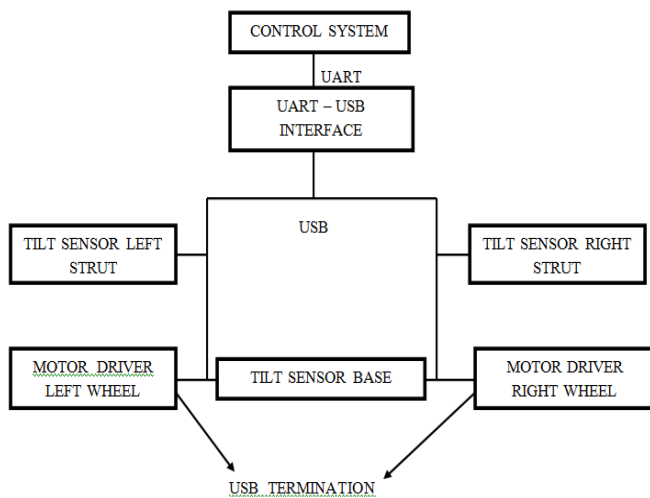 CONTROL SYSTEM
UART
UART – USB
INTERFACE
USB
TILT SENSOR LEFT
STRUT
TILT SENSOR RIGHT
STRUT
MOTOR DRIVER
LEFT WHEEL
TILT SENSOR BASE
MOTOR DRIVER
RIGHT WHEEL
USB TERMINATION